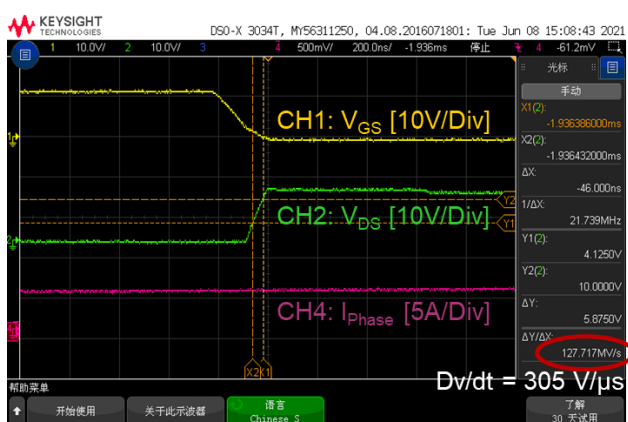 KEYSIGHT
TECHNOLOGIES
DSO-X 3034T, MY56311250, 04.08.2016071801: Tue Jun 08 15:08:43 2021
1 10.0V/ 2 10.0V/ 3 4 500mV/ 200.0ns/ -1.936ms 停止 4 -61.2mV
光标
手动
X1(2):
-1.936386000ms
X2(2):
-1.936432000ms
ΔX:
-46.000ns
1/ΔX:
21.739MHz
Y1(2):
4.1250V
Y2(2):
10.0000V
ΔY:
5.8750V
ΔY/ΔX:
127.717MV/s
CH1: VGS [10V/Div]
Y2
CH2: VDS [10V/Div]
Y1
CH4: IPhase [5A/Div]
X2 X1
Dv/dt = 305 V/μs
帮助菜单
开始使用
关于此示波器
语言
Chinese S
了解
30 天试用